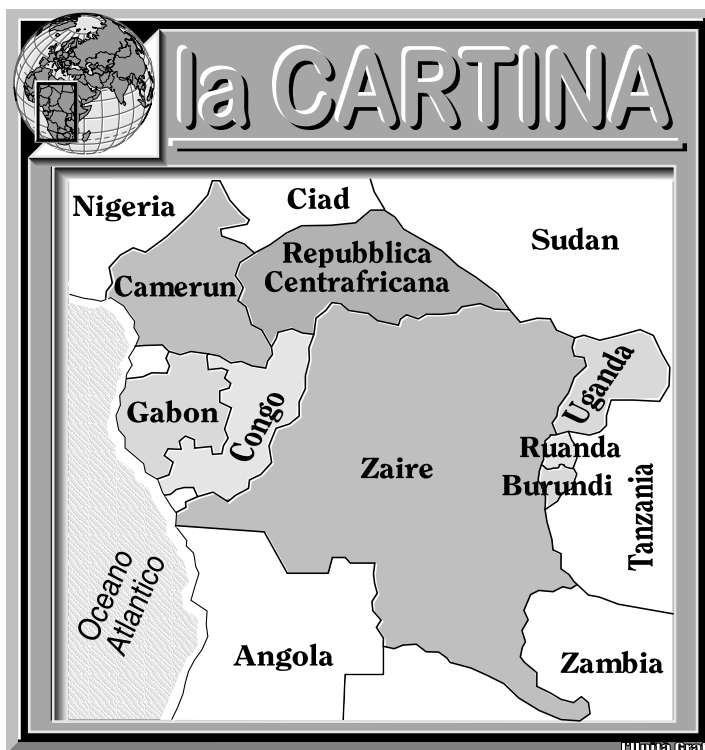 la CARTINA
Nigeria
Ciad
Sudan
Repubblica
Centrafricana
Camerun
Uganda
Gabon
Congo
Ruanda
Zaire
Burundi
Tanzania
Oceano
Atlantico
Angola
Zambia